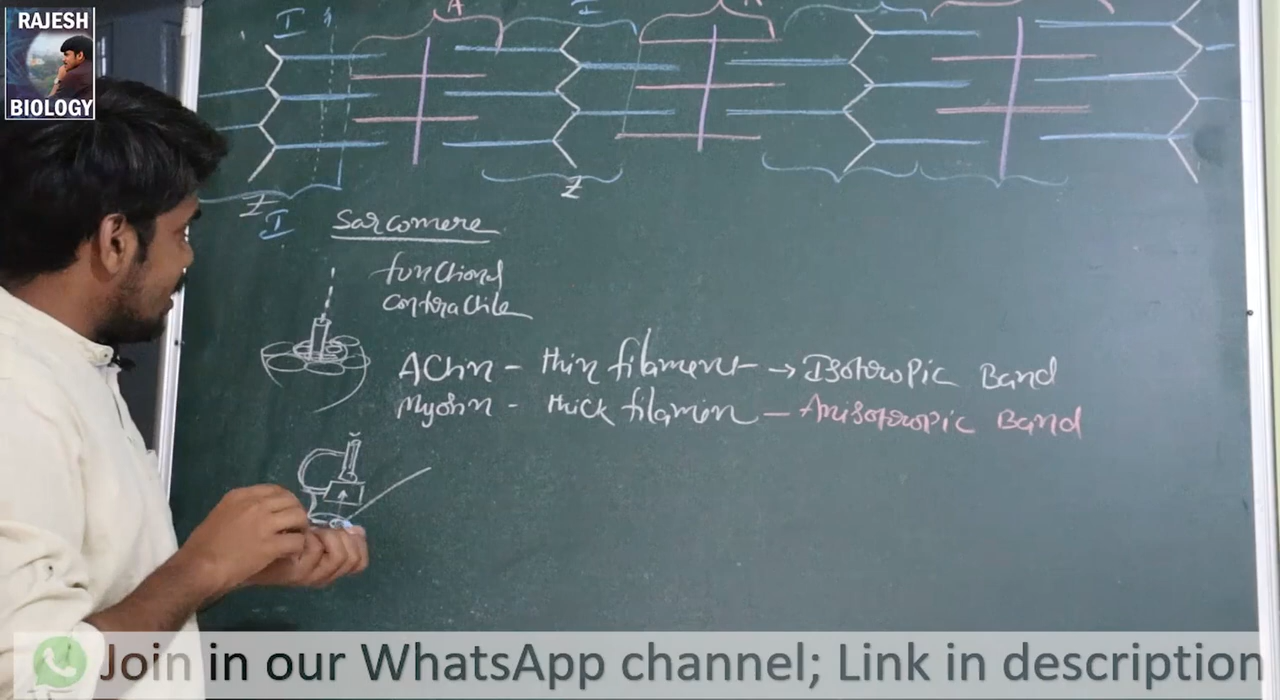 RAJESH
BIOLOGY
I
A
I
Z
Z
I
Sarcomere
functional
contractile
Actin - thin filament → Isotropic Band
Myosin - thick filamen - Anisotropic Band
Join in our WhatsApp channel; Link in description